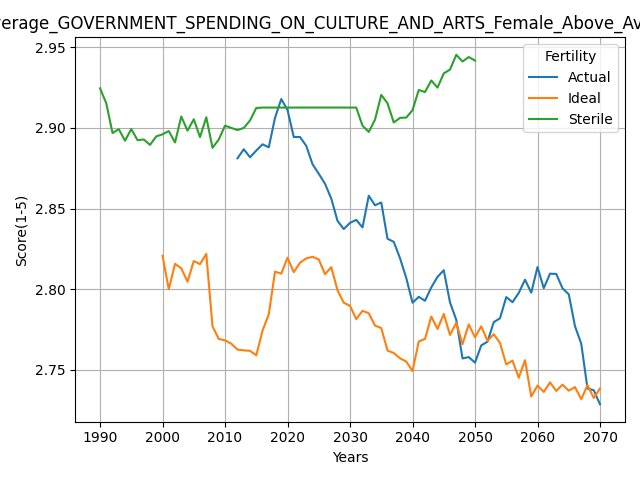 verage_GOVERNMENT_SPENDING_ON_CULTURE_AND_ARTS_Female_Above_Av
Fertility
Actual
Ideal
Sterile
Score(1-5)
2.95
2.90
2.85
2.80
2.75
1990 2000 2010 2020 2030 2040 2050 2060 2070
Years